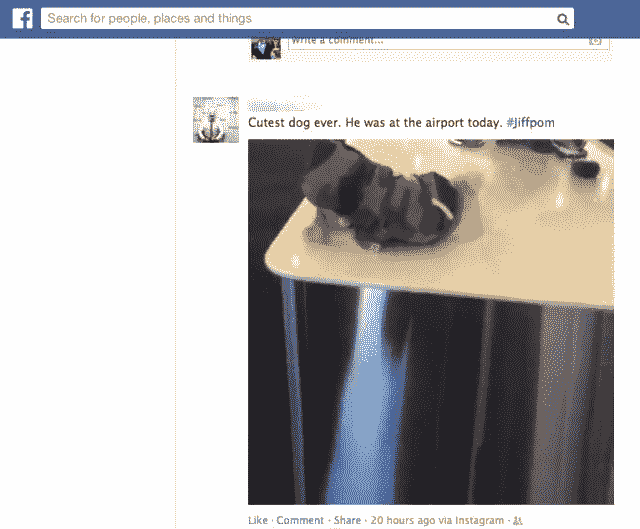 f
Search for people, places and things
Write a comment...
Cutest dog ever. He was at the airport today. #Jiffpom
Like · Comment · Share · 20 hours ago via Instagram ·